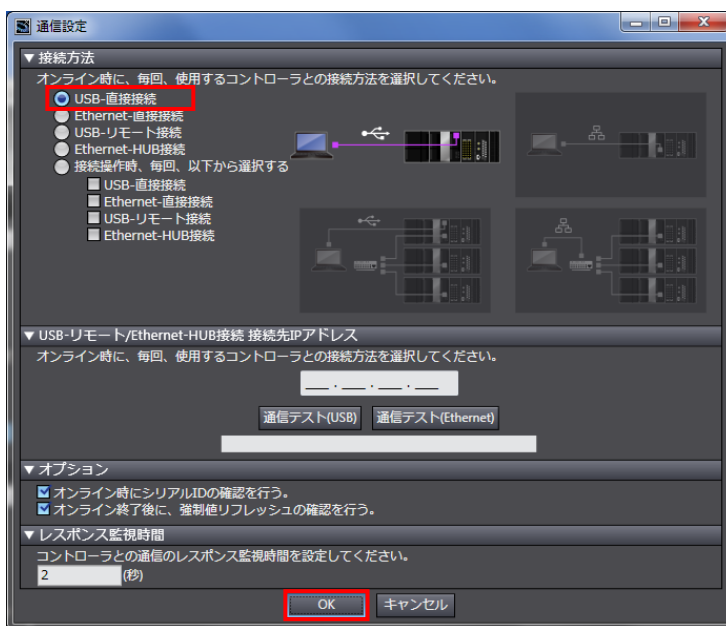 通信設定
▼接続方法
オンライン時に、毎回、使用するコントローラとの接続方法を選択してください。
USB-直接接続
Ethernet-直接接続
USB-リモート接続
Ethernet-HUB接続
接続操作時、毎回、以下から選択する
USB-直接接続
Ethernet-直接接続
USB-リモート接続
Ethernet-HUB接続
▼USB-リモート/Ethernet-HUB接続 接続先IPアドレス
オンライン時に、毎回、使用するコントローラとの接続方法を選択してください。
___.___.___.___
通信テスト(USB) 通信テスト(Ethernet)
▼オプション
オンライン時にシリアルIDの確認を行う。
オンライン終了後に、強制値リフレッシュの確認を行う。
▼レスポンス監視時間
コントローラとの通信のレスポンス監視時間を設定してください。
2 (秒)
OK キャンセル